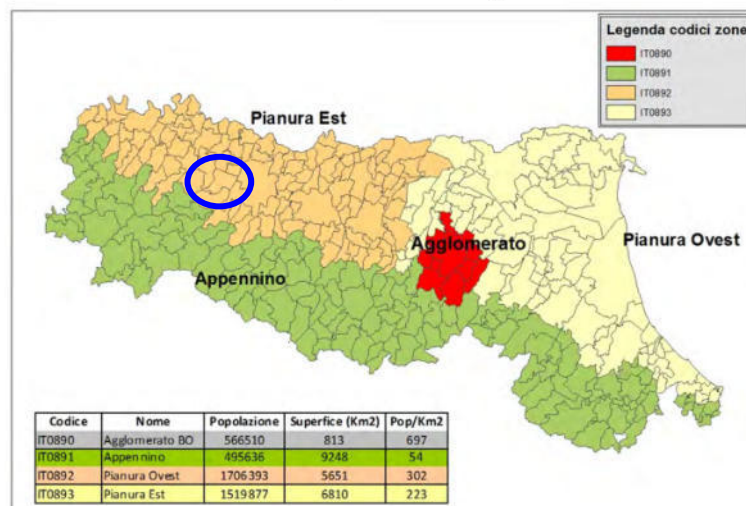 Legenda codici zone
IT0890
IT0891
IT0892
IT0893
Pianura Est
Agglomerato
Pianura Ovest
Appennino
Codice Nome Popolazione Superfice (Km2) Pop/Km2
IT0890 Agglomerato BO 566510 813 697
IT0891 Appennino 495636 9248 54
IT0892 Pianura Ovest 1706393 5651 302
IT0893 Pianura Est 1519877 6810 223